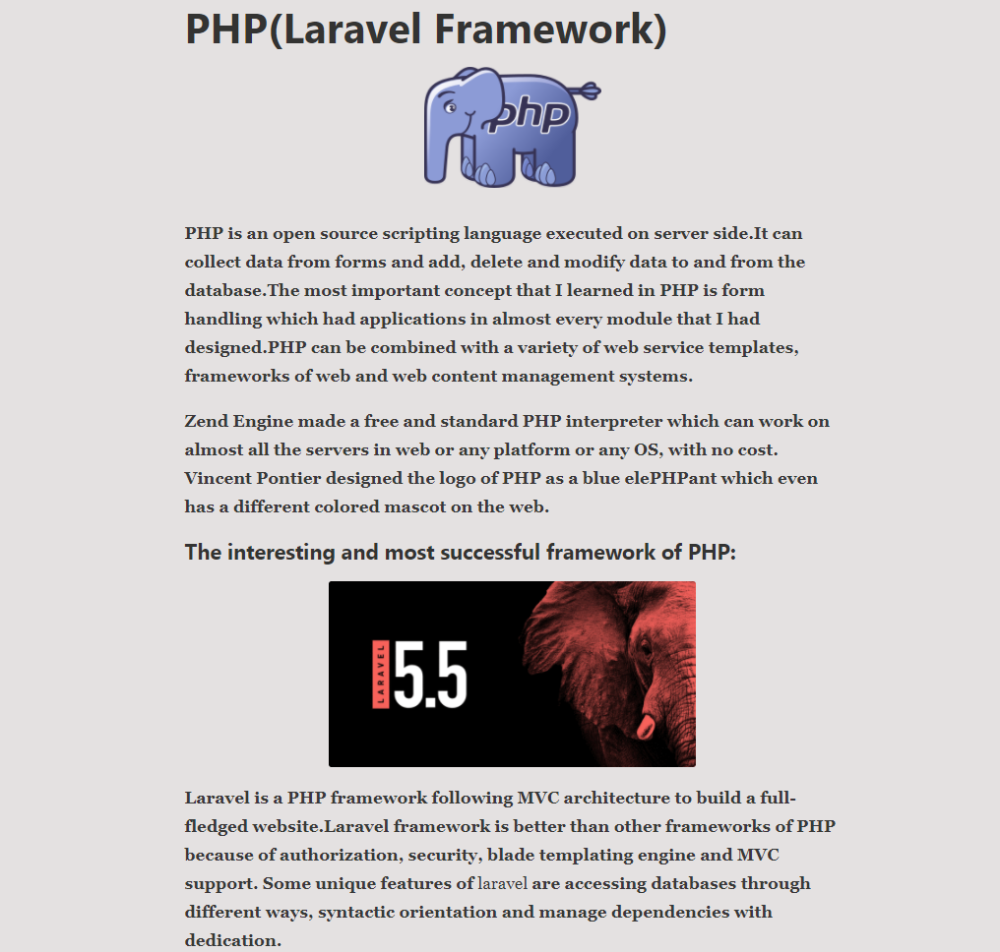 PHP(Laravel Framework)
php
PHP is an open source scripting language executed on server side.It can
collect data from forms and add, delete and modify data to and from the
database.The most important concept that I learned in PHP is form
handling which had applications in almost every module that I had
designed.PHP can be combined with a variety of web service templates,
frameworks of web and web content management systems.
Zend Engine made a free and standard PHP interpreter which can work on
almost all the servers in web or any platform or any OS, with no cost.
Vincent Pontier designed the logo of PHP as a blue elePHPant which even
has a different colored mascot on the web.
The interesting and most successful framework of PHP:
LARAVEL
5.5
Laravel is a PHP framework following MVC architecture to build a full-
fledged website.Laravel framework is better than other frameworks of PHP
because of authorization, security, blade templating engine and MVC
support. Some unique features of laravel are accessing databases through
different ways, syntactic orientation and manage dependencies with
dedication.